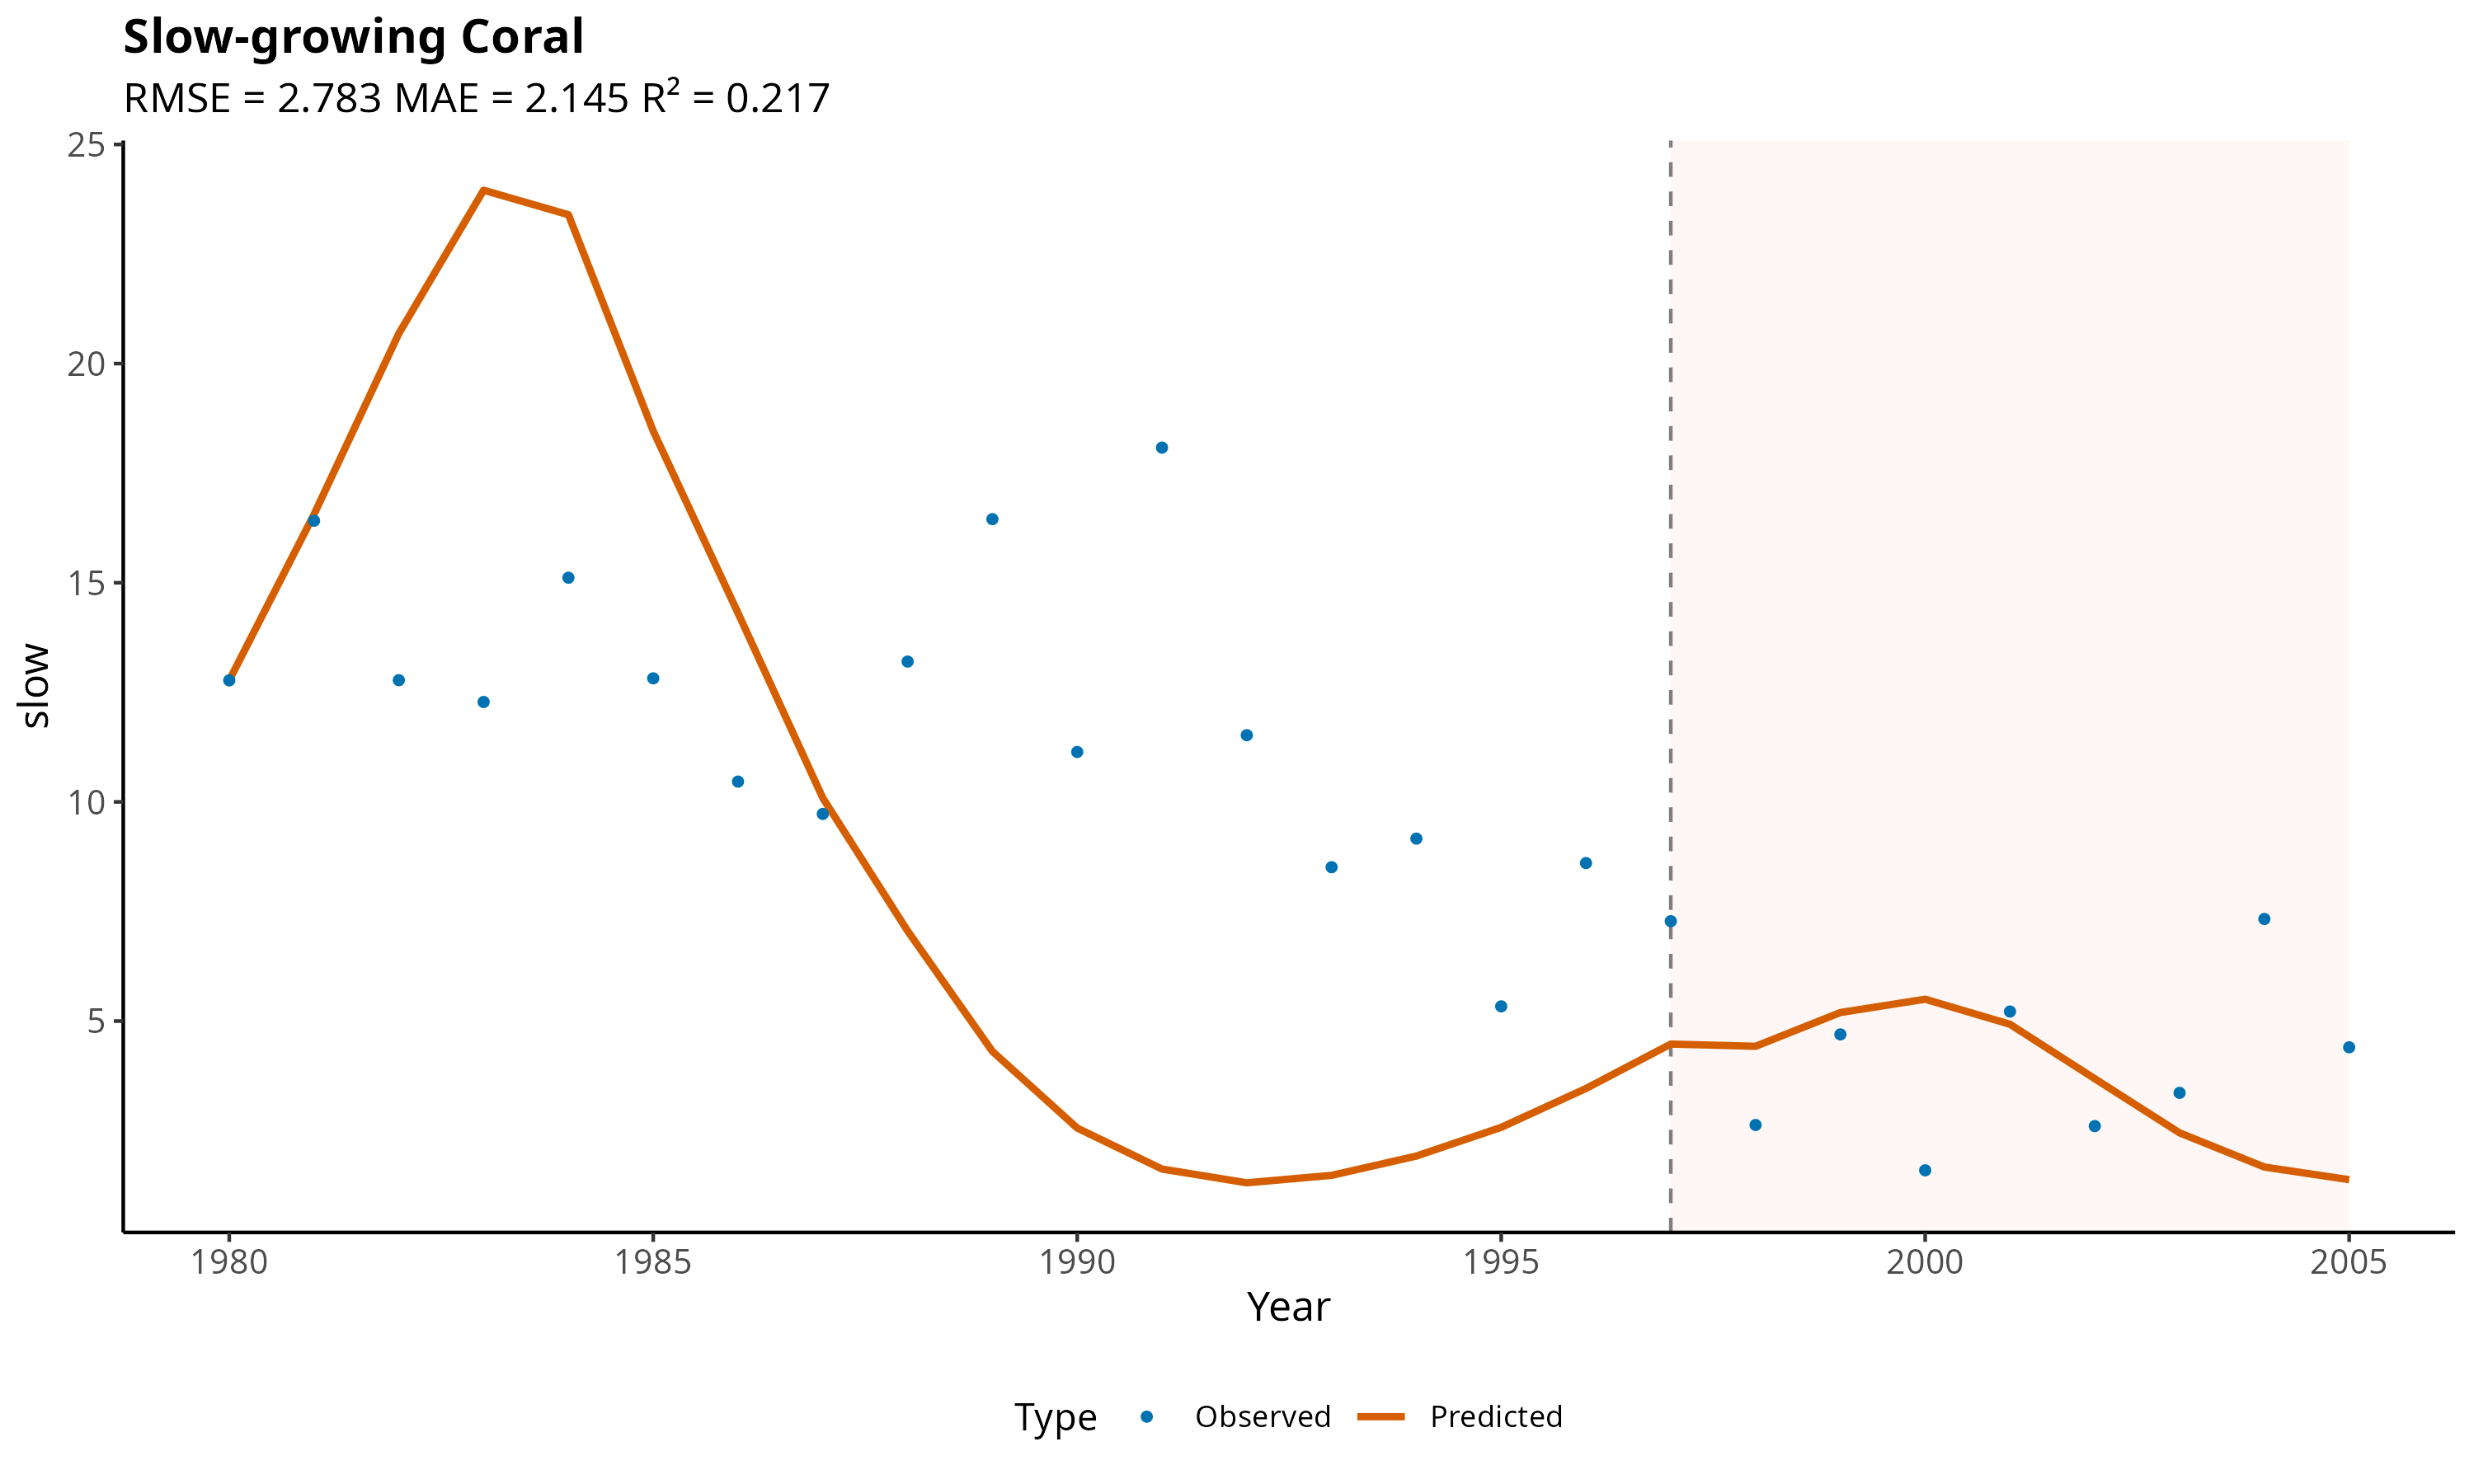 Slow-growing Coral
RMSE = 2.783 MAE = 2.145 R² = 0.217
25
20
15
10
5
slow
1980
1985
1990
1995
2000
2005
Year
Type
Observed
Predicted